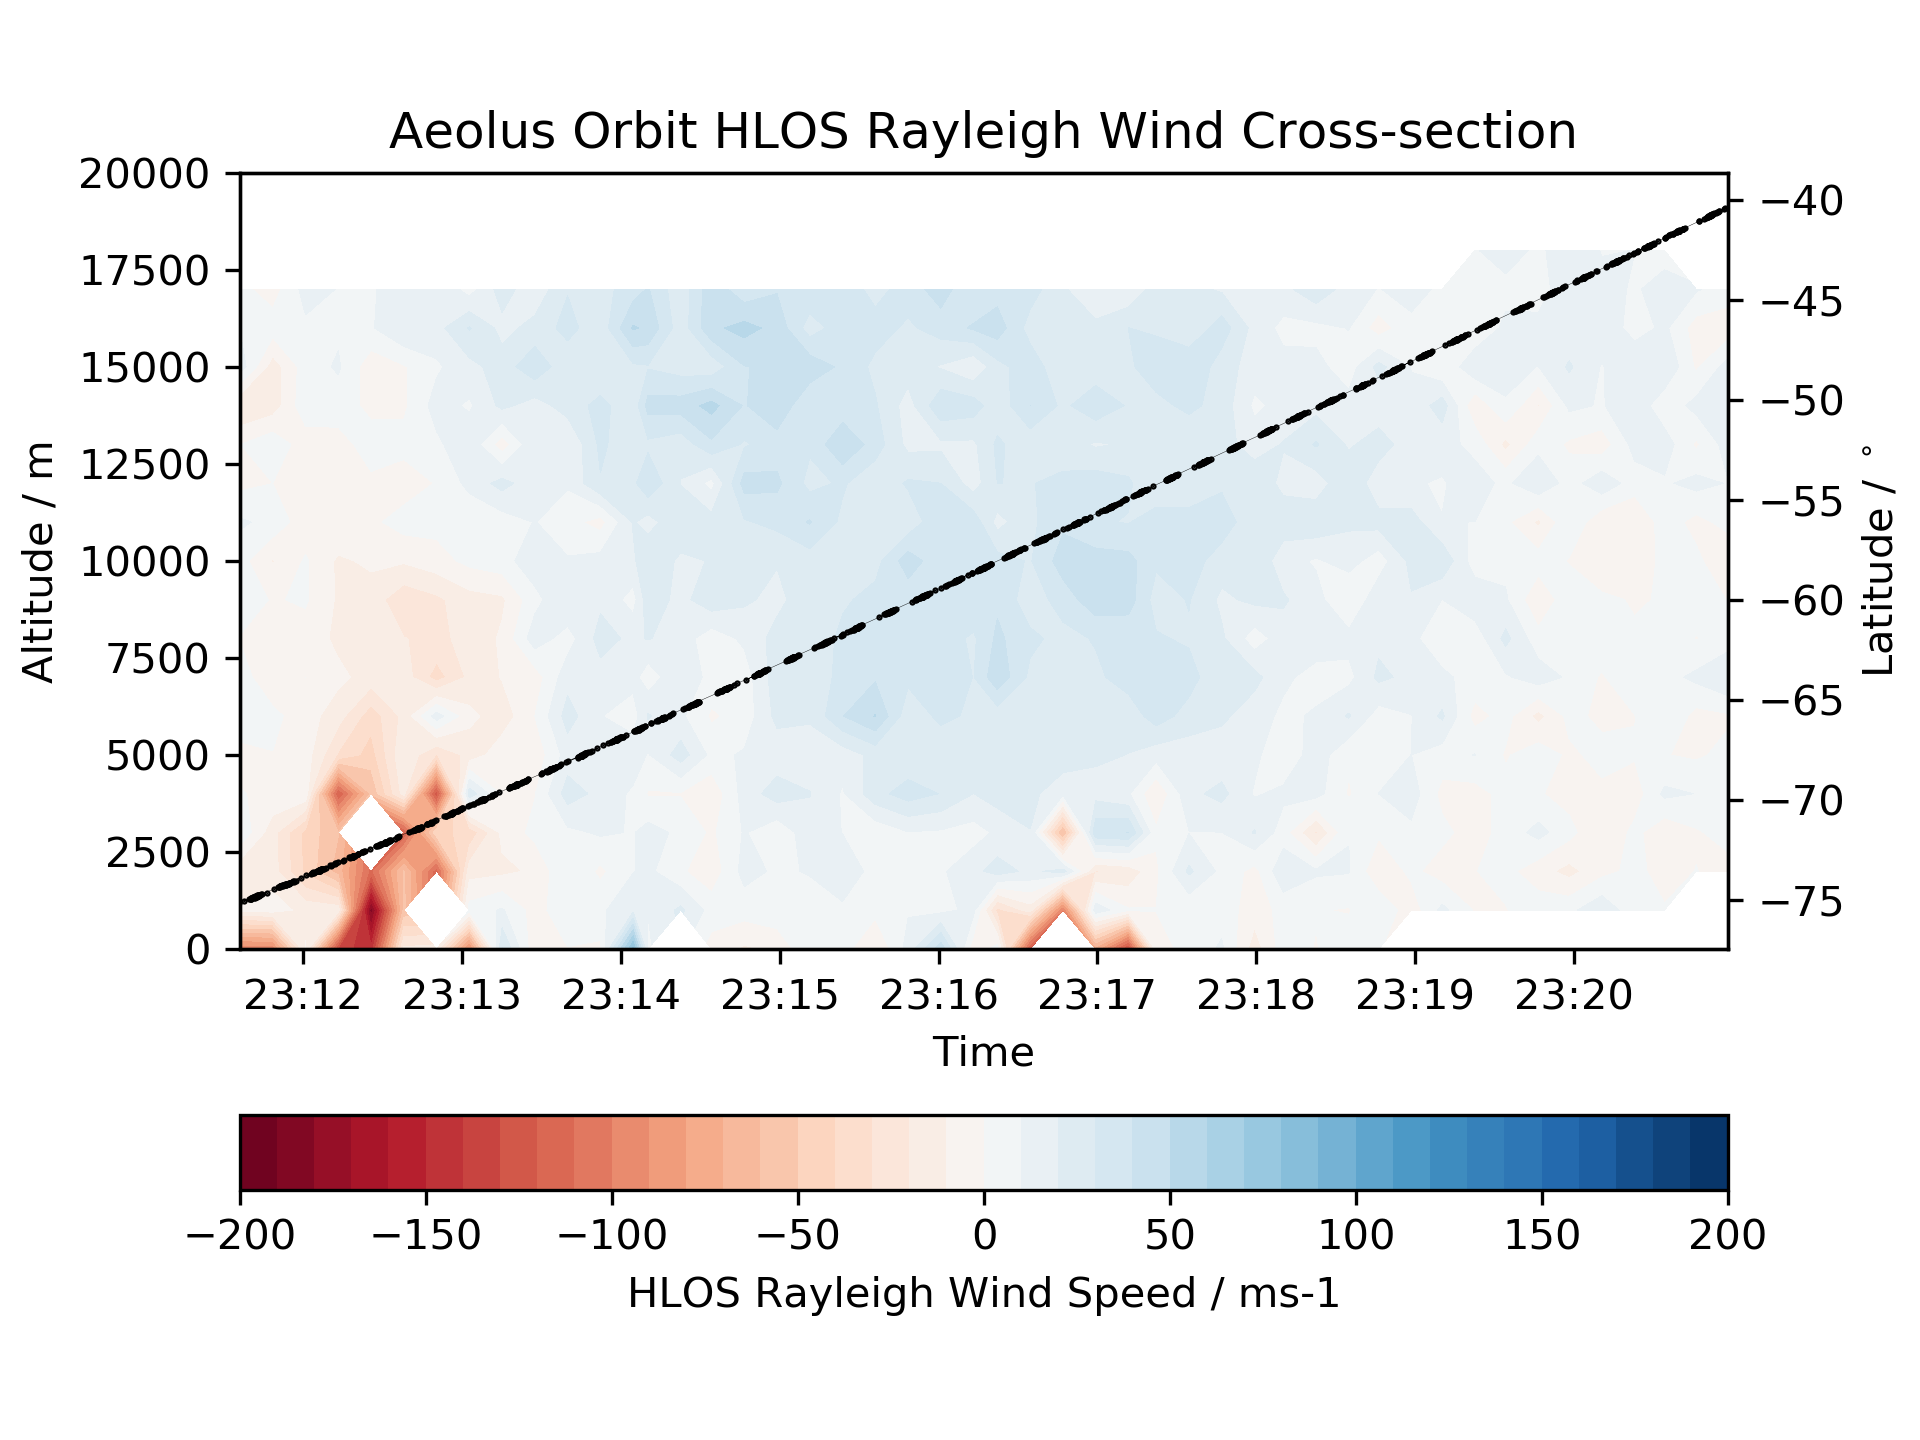 Aeolus Orbit HLOS Rayleigh Wind Cross-section
20000
17500
15000
12500
10000
7500
5000
2500
0
Altitude / m
−40
−45
−50
−55
−60
−65
−70
−75
Latitude / °
23:12 23:13 23:14 23:15 23:16 23:17 23:18 23:19 23:20
Time
−200 −150 −100 −50 0 50 100 150 200
HLOS Rayleigh Wind Speed / ms-1